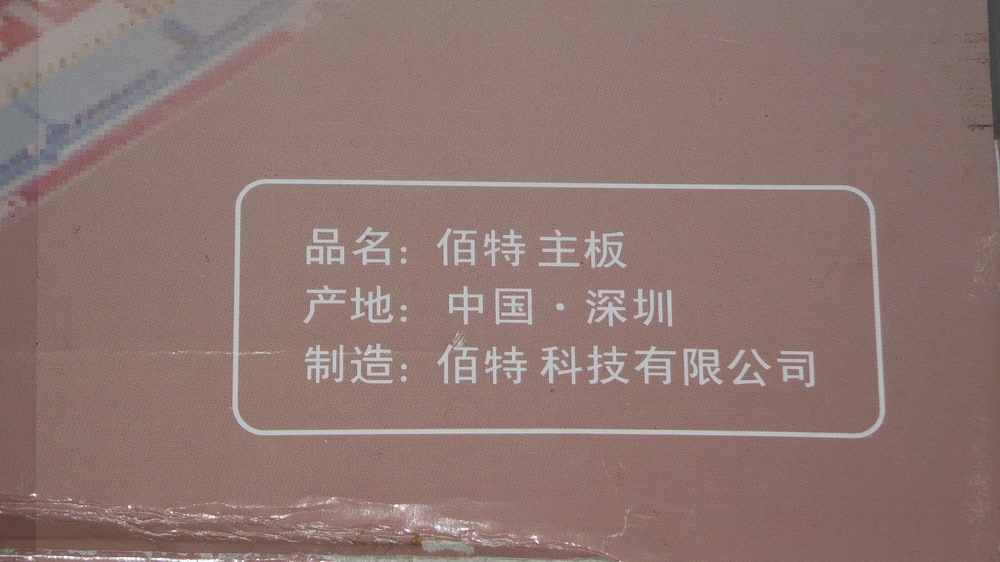 品名：佰特 主板
产地：中国·深圳
制造：佰特 科技有限公司